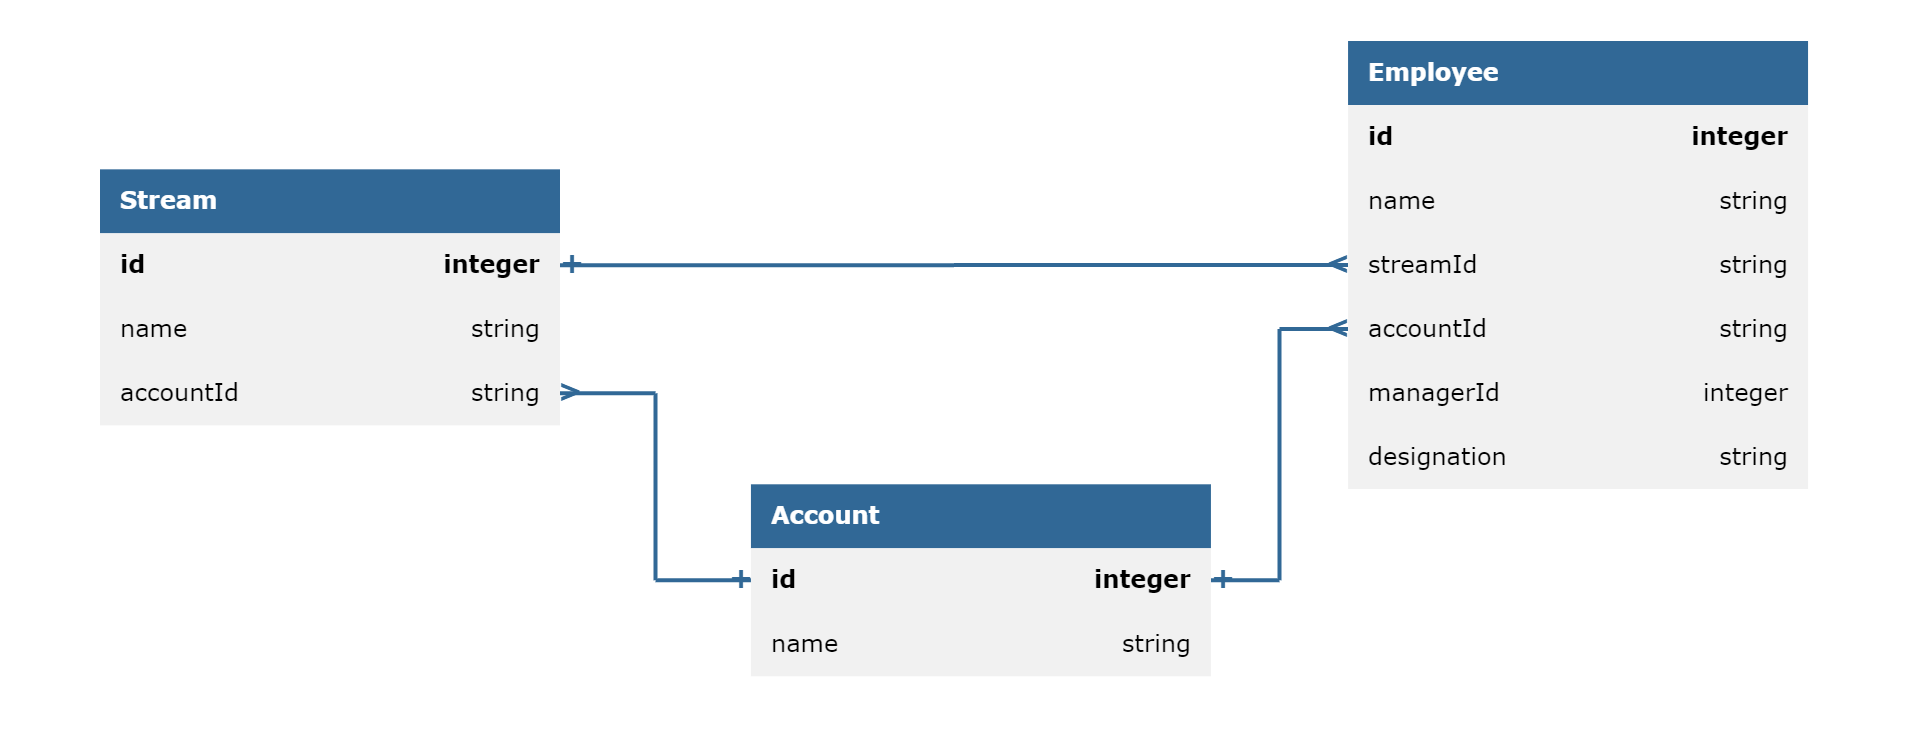 Stream
id integer
name string
accountId string
Employee
id integer
name string
streamId string
accountId string
managerId integer
designation string
Account
id integer
name string